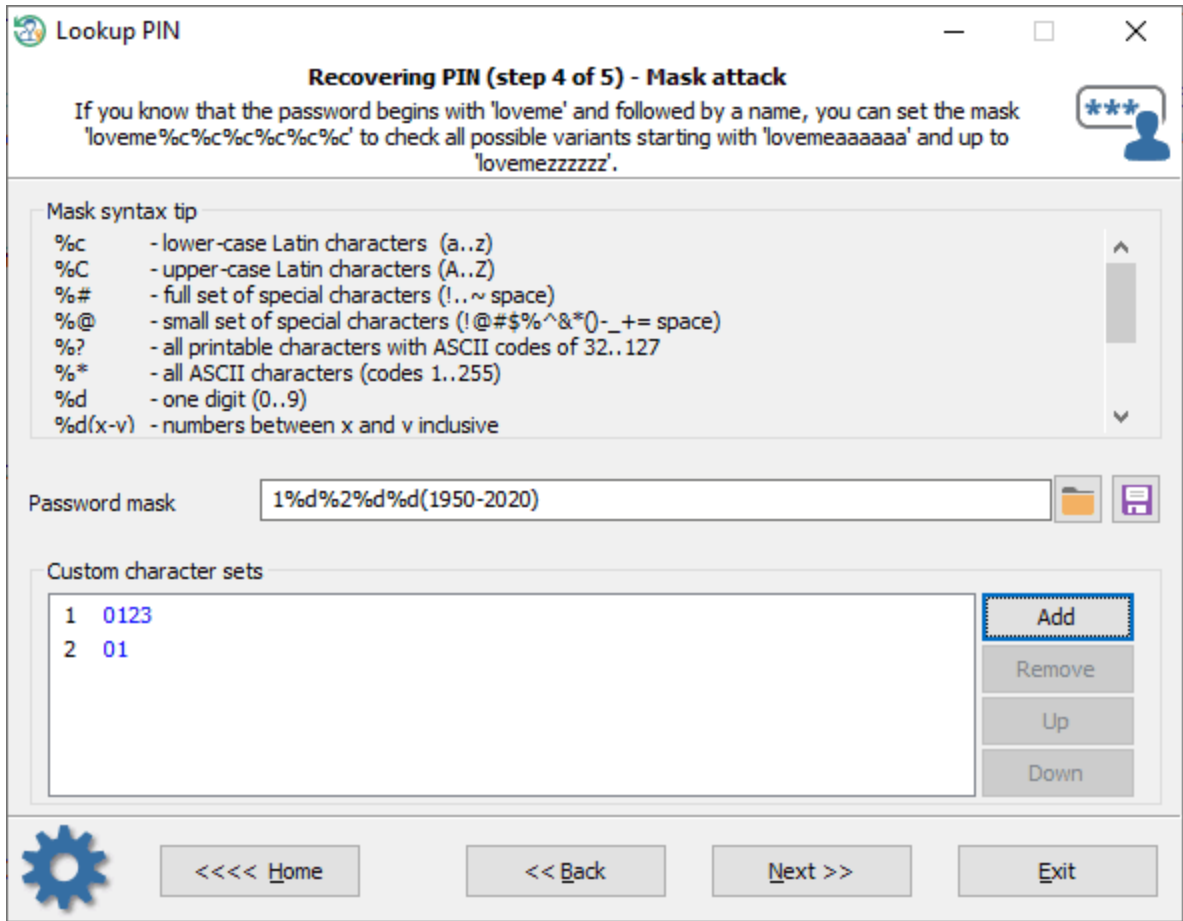 Lookup PIN
Recovering PIN (step 4 of 5) - Mask attack
If you know that the password begins with 'loveme' and followed by a name, you can set the mask
'loveme%c%c%c%c%c%c' to check all possible variants starting with 'lovemeaaaaaa' and up to
'lovemezzzzzz'.
***
Mask syntax tip
%c - lower-case Latin characters (a..z)
%C - upper-case Latin characters (A..Z)
%# - full set of special characters (!..~ space)
%@ - small set of special characters (!@#$%^&*()-_+= space)
%? - all printable characters with ASCII codes of 32..127
%* - all ASCII characters (codes 1..255)
%d - one digit (0..9)
%d(x-y) - numbers between x and y inclusive
Password mask 1%d%2%d%d(1950-2020)
Custom character sets
1 0123
2 01
Add
Remove
Up
Down
<<<< Home << Back Next >> Exit